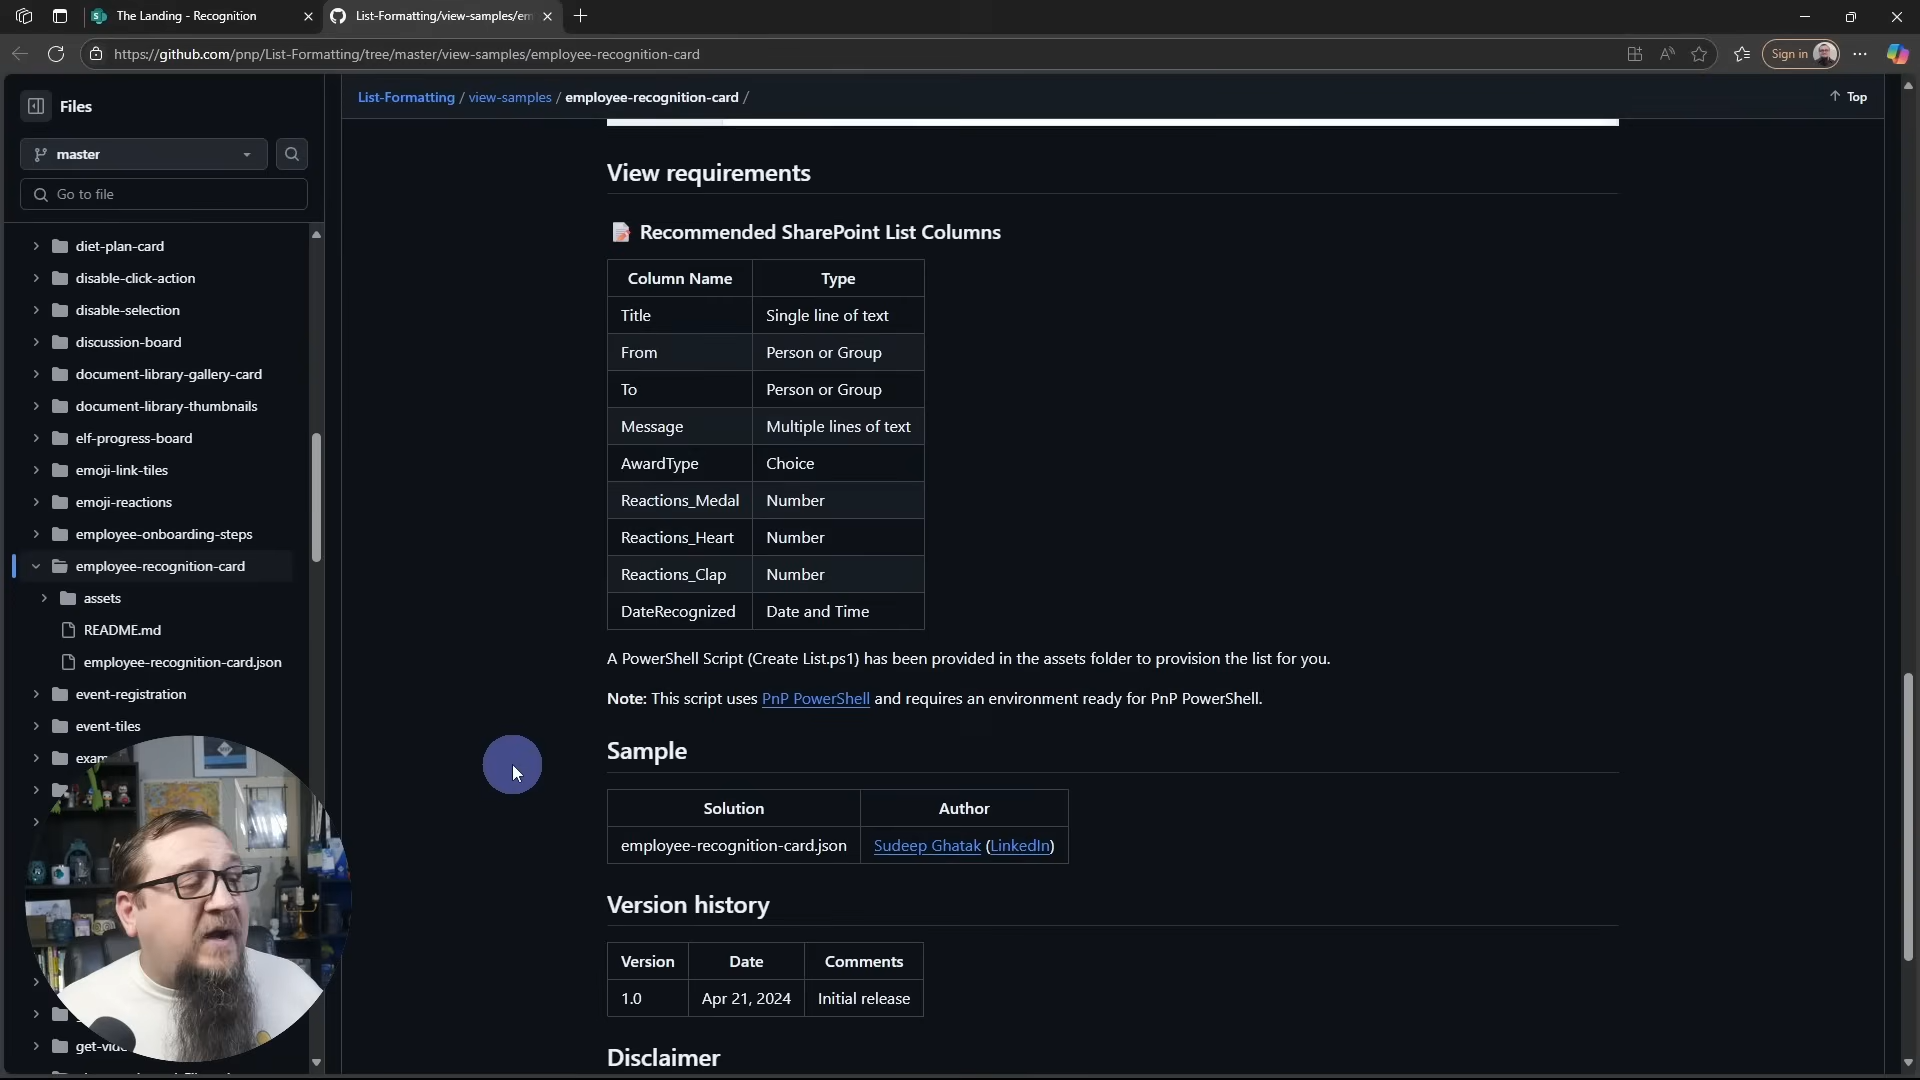 The Landing - Recognition
List-Formatting/view-samples/em
https://github.com/pnp/List-Formatting/tree/master/view-samples/employee-recognition-card
Sign in
Files
master
Go to file
diet-plan-card
disable-click-action
disable-selection
discussion-board
document-library-gallery-card
document-library-thumbnails
elf-progress-board
emoji-link-tiles
emoji-reactions
employee-onboarding-steps
employee-recognition-card
assets
README.md
employee-recognition-card.json
event-registration
event-tiles
List-Formatting / view-samples / employee-recognition-card /
Top
View requirements
Recommended SharePoint List Columns
Column Name Type
Title Single line of text
From Person or Group
To Person or Group
Message Multiple lines of text
AwardType Choice
Reactions_Medal Number
Reactions_Heart Number
Reactions_Clap Number
DateRecognized Date and Time
A PowerShell Script (Create List.ps1) has been provided in the assets folder to provision the list for you.
Note: This script uses PnP PowerShell and requires an environment ready for PnP PowerShell.
Sample
Solution Author
employee-recognition-card.json Sudeep Ghatak (LinkedIn)
Version history
Version Date Comments
1.0 Apr 21, 2024 Initial release
Disclaimer